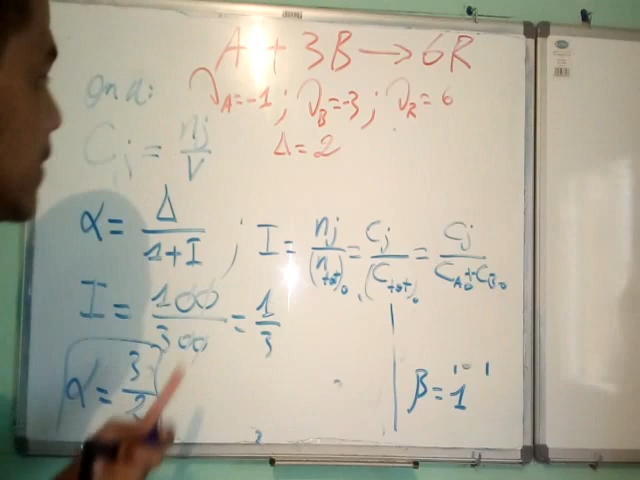 A + 3B → 6R
on a:
ν_A = -1 ; ν_B = -3 ; ν_R = 6
C_j = n_j / V
Δ = 2
α = Δ / (1 + I) ; I = n_j / (n_tot)_0 = C_j / (C_tot)_0 = C_j / (C_A0 + C_B0)
I = 100 / 300 = 1 / 3
α = 3 / 2
β = 1